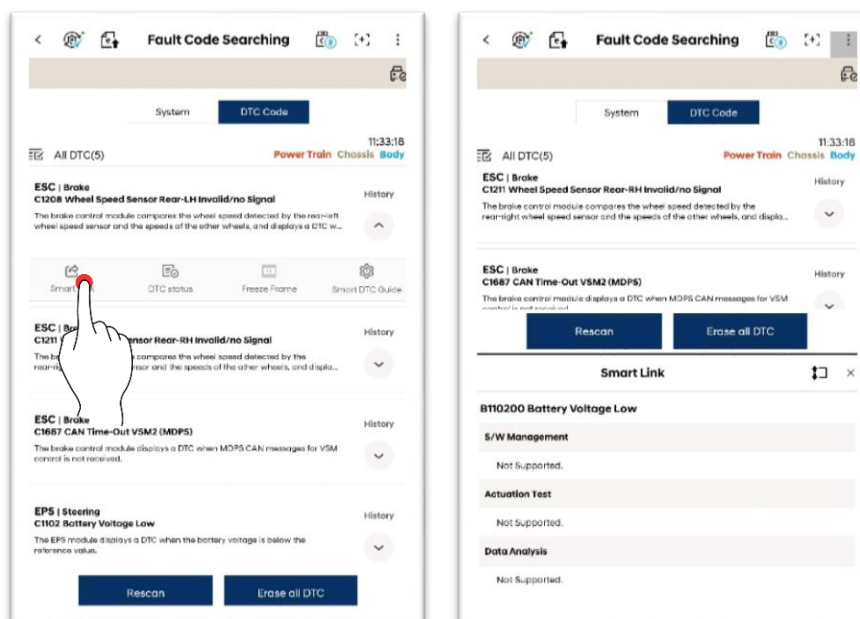 Fault Code Searching
System
DTC Code
11:33:18
All DTC(5)
Power Train Chassis Body
ESC | Brake
C1208 Wheel Speed Sensor Rear-LH Invalid/no Signal
History
The brake control module compares the wheel speed detected by the rear-left
wheel speed sensor and the speeds of the other wheels, and displays a DTC w...
Smart
DTC status
Freeze Frame
Smart DTC Guide
ESC |
C1211
Sensor Rear-RH Invalid/no Signal
History
The
compares the wheel speed detected by the
sensor and the speeds of the other wheels, and displa...
ESC | Brake
C1687 CAN Time-Out VSM2 (MDPS)
History
The brake control module displays a DTC when MDPS CAN messages for VSM
control is not received.
EPS | Steering
C1102 Battery Voltage Low
History
The EPS module displays a DTC when the battery voltage is below the
reference value.
Rescan
Erase all DTC
Fault Code Searching
System
DTC Code
11:33:18
All DTC(5)
Power Train Chassis Body
ESC | Brake
C1211 Wheel Speed Sensor Rear-RH Invalid/no Signal
History
The brake control module compares the wheel speed detected by the
rear-right wheel speed sensor and the speeds of the other wheels, and displa...
ESC | Brake
C1687 CAN Time-Out VSM2 (MDPS)
History
The brake control module displays a DTC when MDPS CAN messages for VSM
control is not received.
Rescan
Erase all DTC
Smart Link
B110200 Battery Voltage Low
S/W Management
Not Supported.
Actuation Test
Not Supported.
Data Analysis
Not Supported.